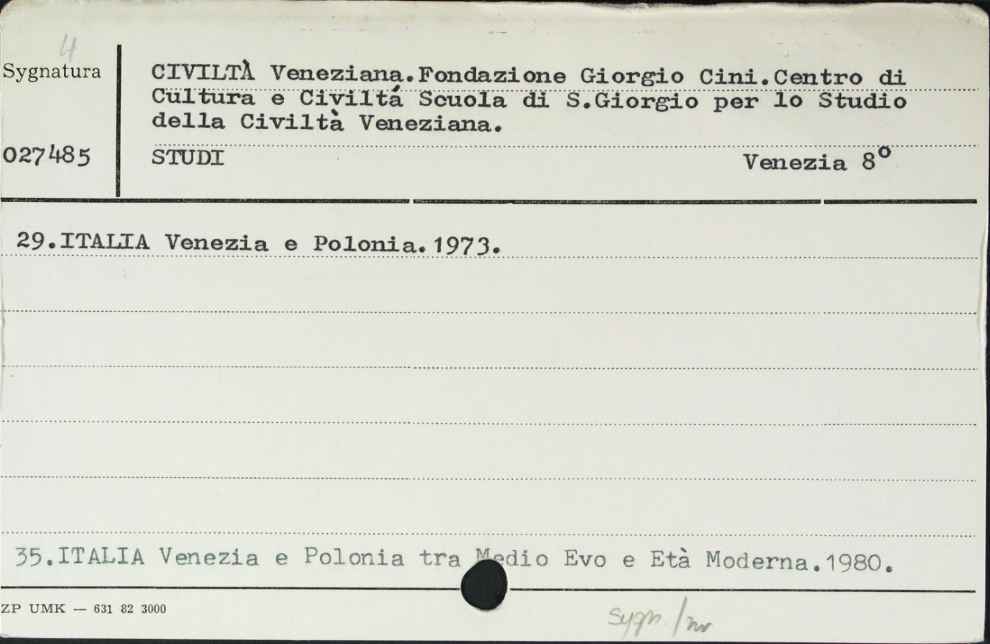 4
Sygnatura
CIVILTÀ Veneziana.Fondazione Giorgio Cini.Centro di
Cultura e Civiltá Scuola di S.Giorgio per lo Studio
della Civiltà Veneziana.
027485
STUDI Venezia 8°
29.ITALIA Venezia e Polonia.1973.
35.ITALIA Venezia e Polonia tra Medio Evo e Età Moderna.1980.
ZP UMK — 631 82 3000
Sygn